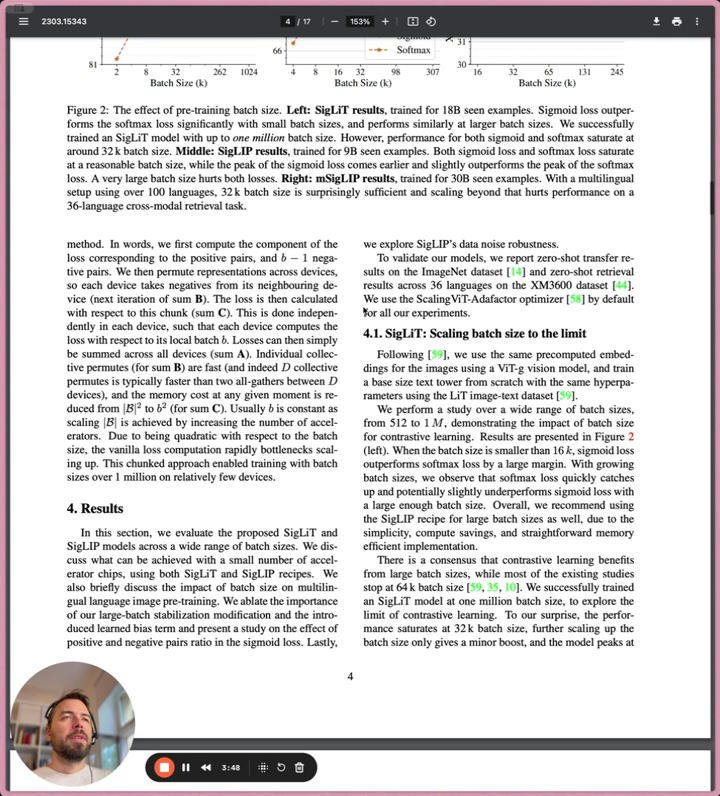 2303.15343
4 / 17
153%
81
2 8 32 262 1024
Batch Size (k)
66
Softmax
4 8 16 32 98 307
Batch Size (k)
31
30
16 32 65 131 245
Batch Size (k)
Figure 2: The effect of pre-training batch size. Left: SigLiT results, trained for 18B seen examples. Sigmoid loss outper-
forms the softmax loss significantly with small batch sizes, and performs similarly at larger batch sizes. We successfully
trained an SigLiT model with up to one million batch size. However, performance for both sigmoid and softmax saturate at
around 32 k batch size. Middle: SigLIP results, trained for 9B seen examples. Both sigmoid loss and softmax loss saturate
at a reasonable batch size, while the peak of the sigmoid loss comes earlier and slightly outperforms the peak of the softmax
loss. A very large batch size hurts both losses. Right: mSigLIP results, trained for 30B seen examples. With a multilingual
setup using over 100 languages, 32 k batch size is surprisingly sufficient and scaling beyond that hurts performance on a
36-language cross-modal retrieval task.
method. In words, we first compute the component of the
loss corresponding to the positive pairs, and b − 1 nega-
tive pairs. We then permute representations across devices,
so each device takes negatives from its neighbouring de-
vice (next iteration of sum B). The loss is then calculated
with respect to this chunk (sum C). This is done indepen-
dently in each device, such that each device computes the
loss with respect to its local batch b. Losses can then simply
be summed across all devices (sum A). Individual collec-
tive permutes (for sum B) are fast (and indeed D collective
permutes is typically faster than two all-gathers between D
devices), and the memory cost at any given moment is re-
duced from |B|² to b² (for sum C). Usually b is constant as
scaling |B| is achieved by increasing the number of accel-
erators. Due to being quadratic with respect to the batch
size, the vanilla loss computation rapidly bottlenecks scal-
ing up. This chunked approach enabled training with batch
sizes over 1 million on relatively few devices.
4. Results
In this section, we evaluate the proposed SigLiT and
SigLIP models across a wide range of batch sizes. We dis-
cuss what can be achieved with a small number of accel-
erator chips, using both SigLiT and SigLIP recipes. We
also briefly discuss the impact of batch size on multilin-
gual language image pre-training. We ablate the importance
of our large-batch stabilization modification and the intro-
duced learned bias term and present a study on the effect of
positive and negative pairs ratio in the sigmoid loss. Lastly,
we explore SigLIP's data noise robustness.
To validate our models, we report zero-shot transfer re-
sults on the ImageNet dataset [14] and zero-shot retrieval
results across 36 languages on the XM3600 dataset [44].
We use the ScalingViT-Adafactor optimizer [58] by default
for all our experiments.
4.1. SigLiT: Scaling batch size to the limit
Following [59], we use the same precomputed embed-
dings for the images using a ViT-g vision model, and train
a base size text tower from scratch with the same hyperpa-
rameters using the LiT image-text dataset [59].
We perform a study over a wide range of batch sizes,
from 512 to 1 M, demonstrating the impact of batch size
for contrastive learning. Results are presented in Figure 2
(left). When the batch size is smaller than 16 k, sigmoid loss
outperforms softmax loss by a large margin. With growing
batch sizes, we observe that softmax loss quickly catches
up and potentially slightly underperforms sigmoid loss with
a large enough batch size. Overall, we recommend using
the SigLIP recipe for large batch sizes as well, due to the
simplicity, compute savings, and straightforward memory
efficient implementation.
There is a consensus that contrastive learning benefits
from large batch sizes, while most of the existing studies
stop at 64 k batch size [59, 35, 10]. We successfully trained
an SigLiT model at one million batch size, to explore the
limit of contrastive learning. To our surprise, the perfor-
mance saturates at 32 k batch size, further scaling up the
batch size only gives a minor boost, and the model peaks at
4
3:48